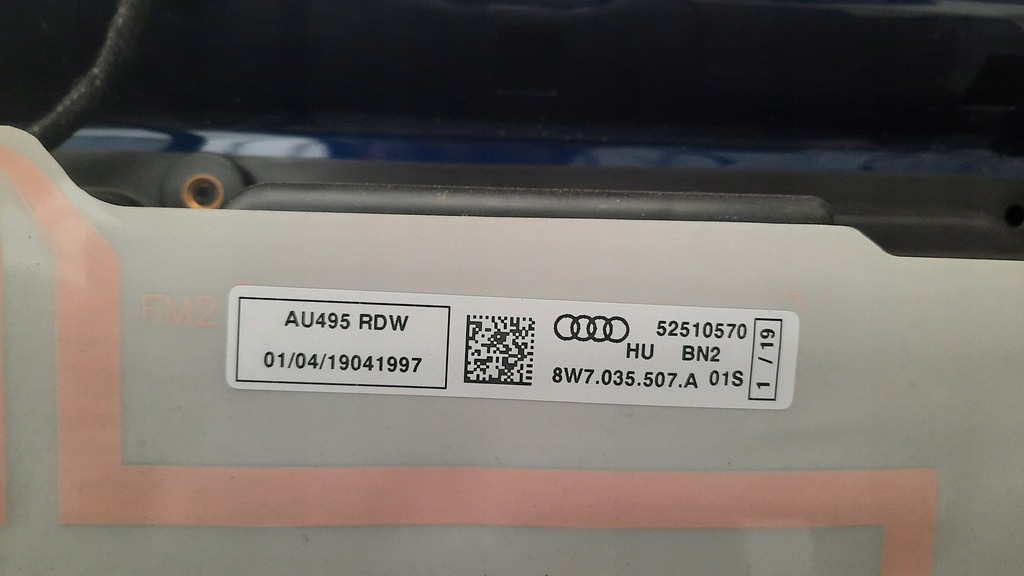 FM2
AU495 RDW
01/04/19041997
52510570
HU BN2
8W7.035.507.A 01S
1 / 19